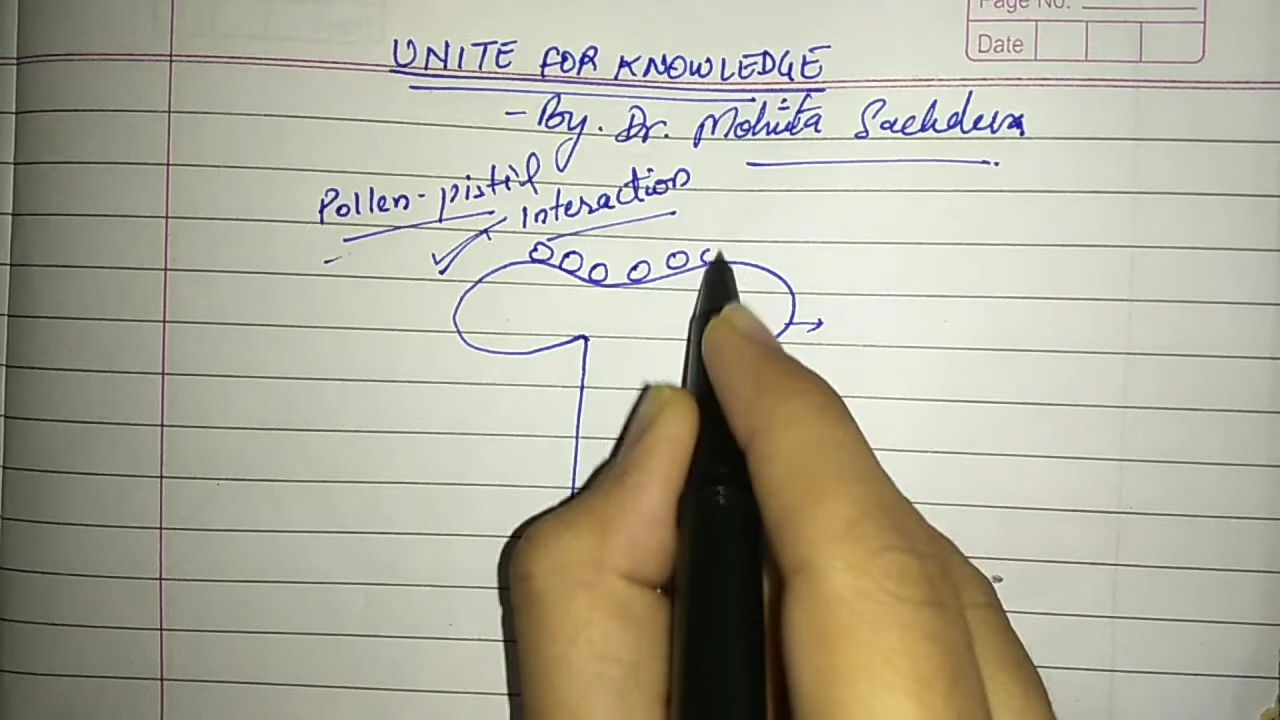 Page No.
Date
UNITE FOR KNOWLEDGE
- By. Dr. Mohita Sachdeva
Pollen-pistil
Interaction